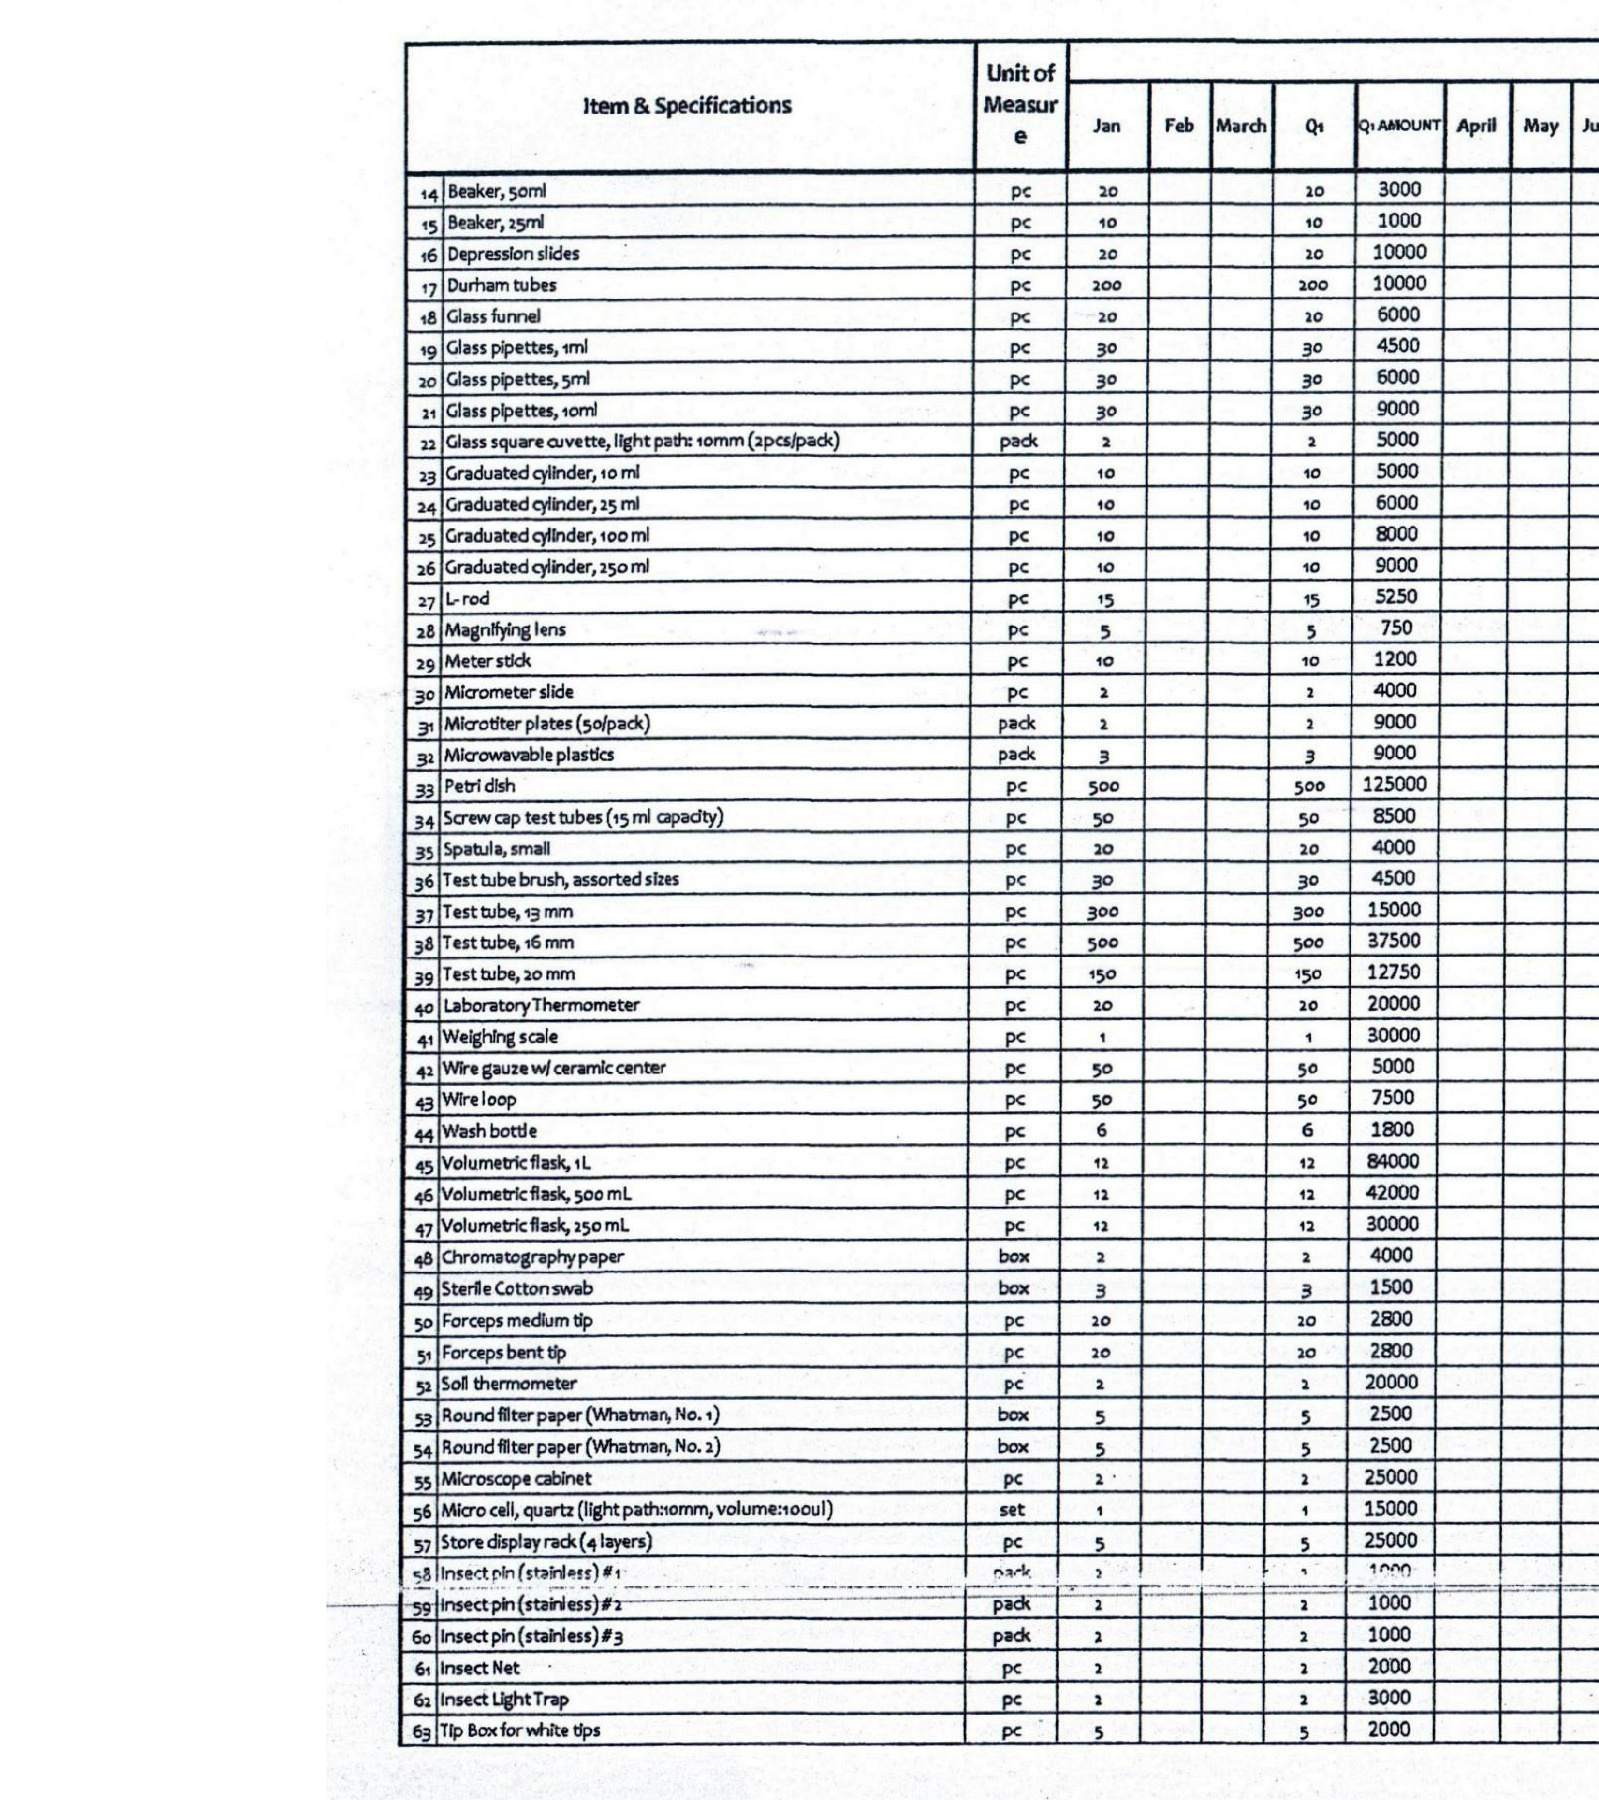 Item & Specifications Unit of Measur e Jan Feb March Q1 Q1 AMOUNT April May Ju
14 Beaker, 50ml pc 20 20 3000
15 Beaker, 25ml pc 10 10 1000
16 Depression slides pc 20 20 10000
17 Durham tubes pc 200 200 10000
18 Glass funnel pc 20 20 6000
19 Glass pipettes, 1ml pc 30 30 4500
20 Glass pipettes, 5ml pc 30 30 6000
21 Glass pipettes, 10ml pc 30 30 9000
22 Glass square cuvette, light path: 10mm (2pcs/pack) pack 2 2 5000
23 Graduated cylinder, 10 ml pc 10 10 5000
24 Graduated cylinder, 25 ml pc 10 10 6000
25 Graduated cylinder, 100 ml pc 10 10 8000
26 Graduated cylinder, 250 ml pc 10 10 9000
27 L-rod pc 15 15 5250
28 Magnifying lens pc 5 5 750
29 Meter stick pc 10 10 1200
30 Micrometer slide pc 2 2 4000
31 Microtiter plates (50/pack) pack 2 2 9000
32 Microwavable plastics pack 3 3 9000
33 Petri dish pc 500 500 125000
34 Screw cap test tubes (15 ml capacity) pc 50 50 8500
35 Spatula, small pc 20 20 4000
36 Test tube brush, assorted sizes pc 30 30 4500
37 Test tube, 13 mm pc 300 300 15000
38 Test tube, 16 mm pc 500 500 37500
39 Test tube, 20 mm pc 150 150 12750
40 Laboratory Thermometer pc 20 20 20000
41 Weighing scale pc 1 1 30000
42 Wire gauze w/ ceramic center pc 50 50 5000
43 Wire loop pc 50 50 7500
44 Wash bottle pc 6 6 1800
45 Volumetric flask, 1L pc 12 12 84000
46 Volumetric flask, 500 mL pc 12 12 42000
47 Volumetric flask, 250 mL pc 12 12 30000
48 Chromatography paper box 2 2 4000
49 Sterile Cotton swab box 3 3 1500
50 Forceps medium tip pc 20 20 2800
51 Forceps bent tip pc 20 20 2800
52 Soil thermometer pc 2 2 20000
53 Round filter paper (Whatman, No. 1) box 5 5 2500
54 Round filter paper (Whatman, No. 2) box 5 5 2500
55 Microscope cabinet pc 2 2 25000
56 Micro cell, quartz (light path:10mm, volume:100ul) set 1 1 15000
57 Store display rack (4 layers) pc 5 5 25000
58 Insect pin (stainless) #1 pack 2 1000
59 Insect pin (stainless) #2 pack 2 2 1000
60 Insect pin (stainless) #3 pack 2 2 1000
61 Insect Net pc 2 2 2000
62 Insect Light Trap pc 2 2 3000
63 Tip Box for white tips pc 5 5 2000